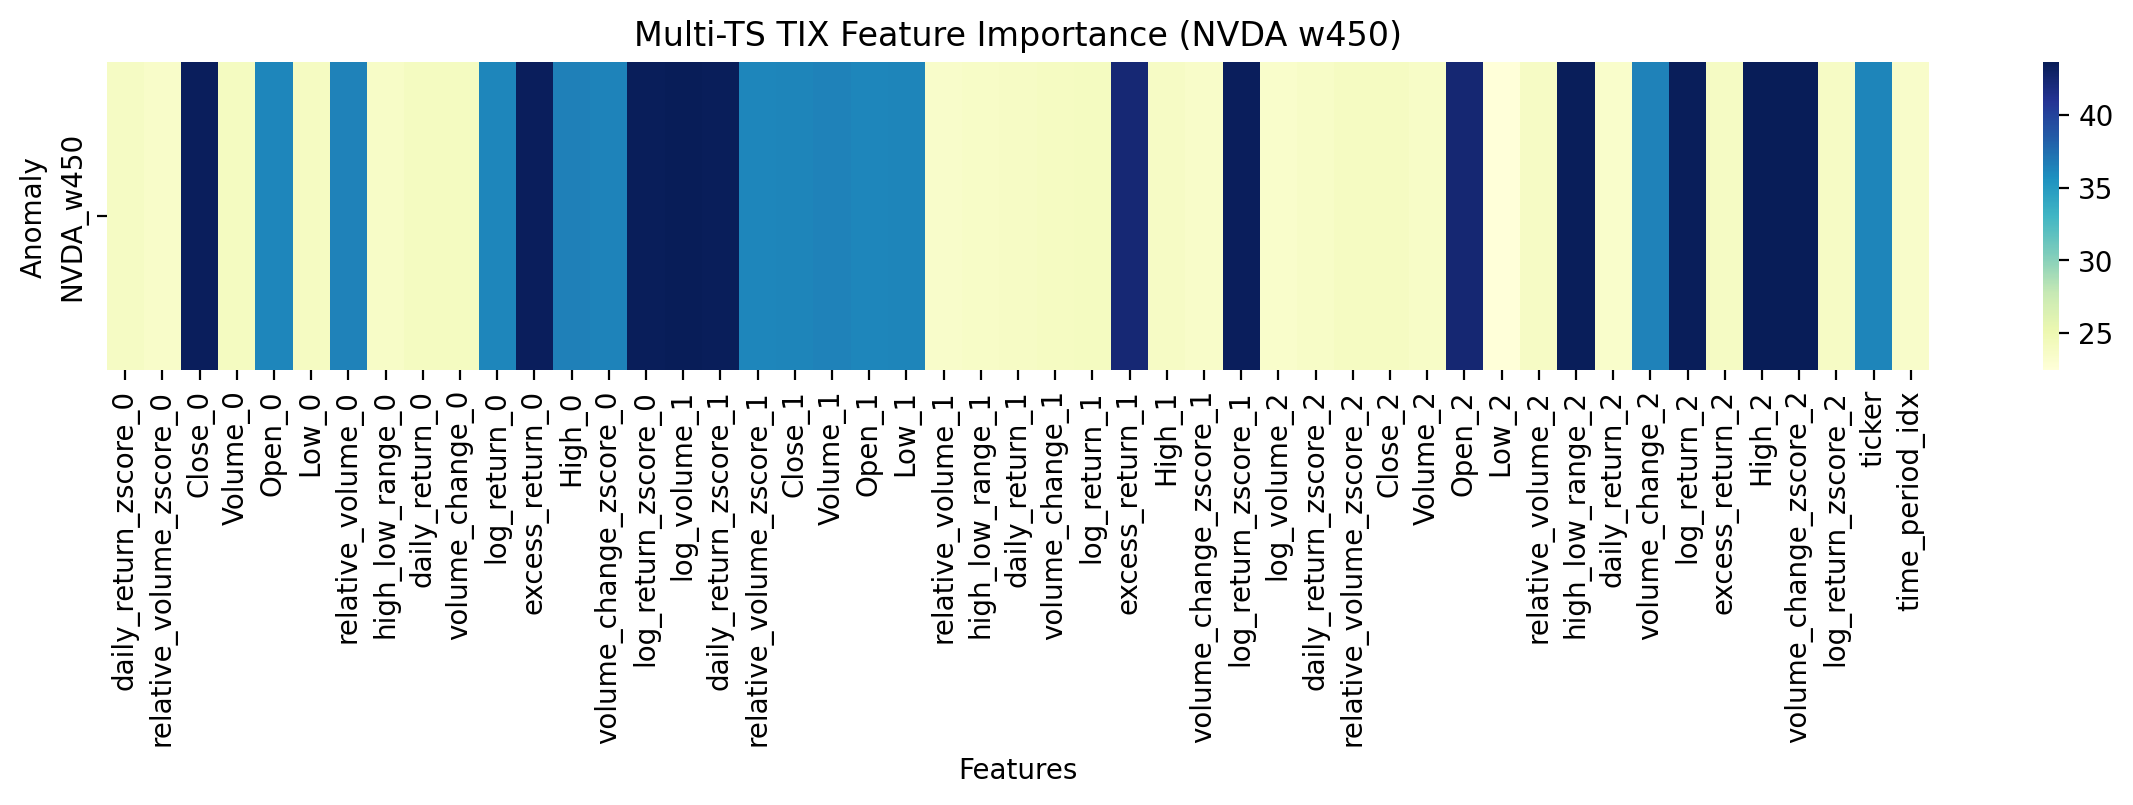 Multi-TS TIX Feature Importance (NVDA w450)
Anomaly
NVDA_w450
40
35
30
25
daily_return_zscore_0
relative_volume_zscore_0
Close_0
Volume_0
Open_0
Low_0
relative_volume_0
high_low_range_0
daily_return_0
volume_change_0
log_return_0
excess_return_0
High_0
volume_change_zscore_0
log_return_zscore_0
log_volume_1
daily_return_zscore_1
relative_volume_zscore_1
Close_1
Volume_1
Open_1
Low_1
relative_volume_1
high_low_range_1
daily_return_1
volume_change_1
log_return_1
excess_return_1
High_1
volume_change_zscore_1
log_return_zscore_1
log_volume_2
daily_return_zscore_2
relative_volume_zscore_2
Close_2
Volume_2
Open_2
Low_2
relative_volume_2
high_low_range_2
daily_return_2
volume_change_2
log_return_2
excess_return_2
High_2
volume_change_zscore_2
log_return_zscore_2
ticker
time_period_idx
Features